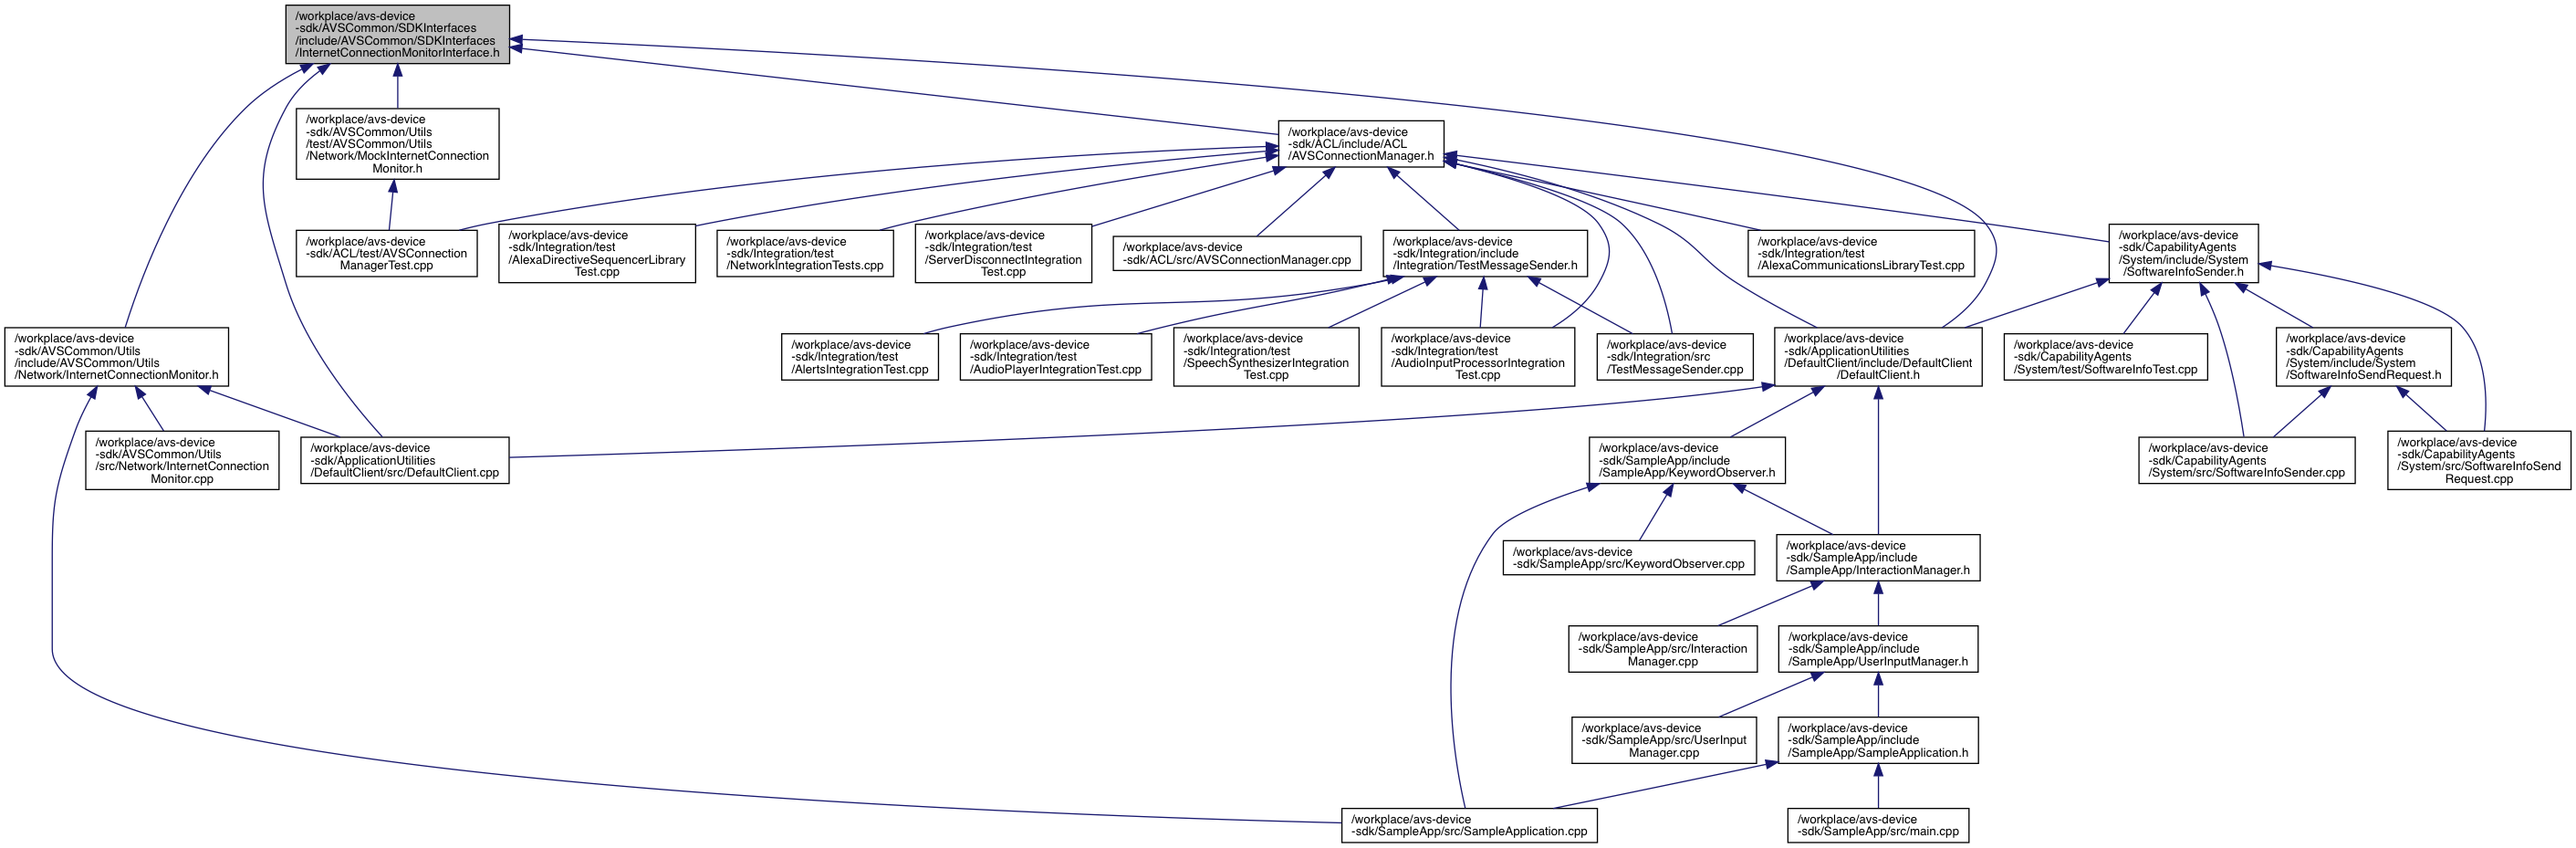 /workplace/avs-device
-sdk/AVSCommon/SDKInterfaces
/include/AVSCommon/SDKInterfaces
/InternetConnectionMonitorInterface.h
/workplace/avs-device
-sdk/AVSCommon/Utils
/test/AVSCommon/Utils
/Network/MockInternetConnection
Monitor.h
/workplace/avs-device
-sdk/ACL/include/ACL
/AVSConnectionManager.h
/workplace/avs-device
-sdk/ACL/test/AVSConnection
ManagerTest.cpp
/workplace/avs-device
-sdk/Integration/test
/AlexaDirectiveSequencerLibrary
Test.cpp
/workplace/avs-device
-sdk/Integration/test
/NetworkIntegrationTests.cpp
/workplace/avs-device
-sdk/Integration/test
/ServerDisconnectIntegration
Test.cpp
/workplace/avs-device
-sdk/ACL/src/AVSConnectionManager.cpp
/workplace/avs-device
-sdk/Integration/include
/Integration/TestMessageSender.h
/workplace/avs-device
-sdk/Integration/test
/AlexaCommunicationsLibraryTest.cpp
/workplace/avs-device
-sdk/CapabilityAgents
/System/include/System
/SoftwareInfoSender.h
/workplace/avs-device
-sdk/AVSCommon/Utils
/include/AVSCommon/Utils
/Network/InternetConnectionMonitor.h
/workplace/avs-device
-sdk/Integration/test
/AlertsIntegrationTest.cpp
/workplace/avs-device
-sdk/Integration/test
/AudioPlayerIntegrationTest.cpp
/workplace/avs-device
-sdk/Integration/test
/SpeechSynthesizerIntegration
Test.cpp
/workplace/avs-device
-sdk/Integration/test
/AudioInputProcessorIntegration
Test.cpp
/workplace/avs-device
-sdk/Integration/src
/TestMessageSender.cpp
/workplace/avs-device
-sdk/ApplicationUtilities
/DefaultClient/include/DefaultClient
/DefaultClient.h
/workplace/avs-device
-sdk/CapabilityAgents
/System/test/SoftwareInfoTest.cpp
/workplace/avs-device
-sdk/CapabilityAgents
/System/include/System
/SoftwareInfoSendRequest.h
/workplace/avs-device
-sdk/AVSCommon/Utils
/src/Network/InternetConnection
Monitor.cpp
/workplace/avs-device
-sdk/ApplicationUtilities
/DefaultClient/src/DefaultClient.cpp
/workplace/avs-device
-sdk/SampleApp/include
/SampleApp/KeywordObserver.h
/workplace/avs-device
-sdk/CapabilityAgents
/System/src/SoftwareInfoSender.cpp
/workplace/avs-device
-sdk/CapabilityAgents
/System/src/SoftwareInfoSend
Request.cpp
/workplace/avs-device
-sdk/SampleApp/src/KeywordObserver.cpp
/workplace/avs-device
-sdk/SampleApp/include
/SampleApp/InteractionManager.h
/workplace/avs-device
-sdk/SampleApp/src/Interaction
Manager.cpp
/workplace/avs-device
-sdk/SampleApp/include
/SampleApp/UserInputManager.h
/workplace/avs-device
-sdk/SampleApp/src/UserInput
Manager.cpp
/workplace/avs-device
-sdk/SampleApp/include
/SampleApp/SampleApplication.h
/workplace/avs-device
-sdk/SampleApp/src/SampleApplication.cpp
/workplace/avs-device
-sdk/SampleApp/src/main.cpp